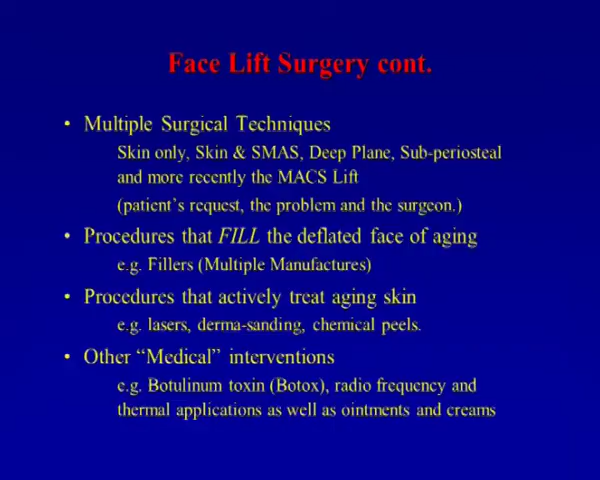 Face Lift Surgery cont.
• Multiple Surgical Techniques
Skin only, Skin & SMAS, Deep Plane, Sub-periosteal
and more recently the MACS Lift
(patient's request, the problem and the surgeon.)
• Procedures that FILL the deflated face of aging
e.g. Fillers (Multiple Manufactures)
• Procedures that actively treat aging skin
e.g. lasers, derma-sanding, chemical peels.
• Other “Medical” interventions
e.g. Botulinum toxin (Botox), radio frequency and
thermal applications as well as ointments and creams